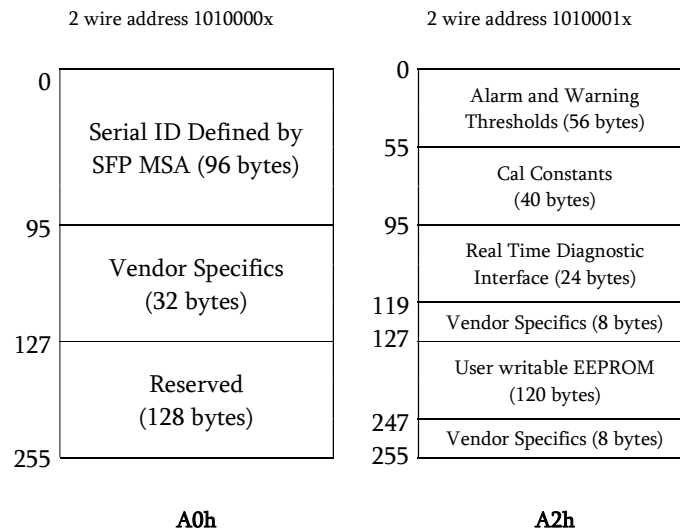 2 wire address 1010000x
0
Serial ID Defined by
SFP MSA (96 bytes)
95
Vendor Specifics
(32 bytes)
127
Reserved
(128 bytes)
255
A0h
2 wire address 1010001x
0
Alarm and Warning
Thresholds (56 bytes)
55
Cal Constants
(40 bytes)
95
Real Time Diagnostic
Interface (24 bytes)
119
Vendor Specifics (8 bytes)
127
User writable EEPROM
(120 bytes)
247
Vendor Specifics (8 bytes)
255
A2h